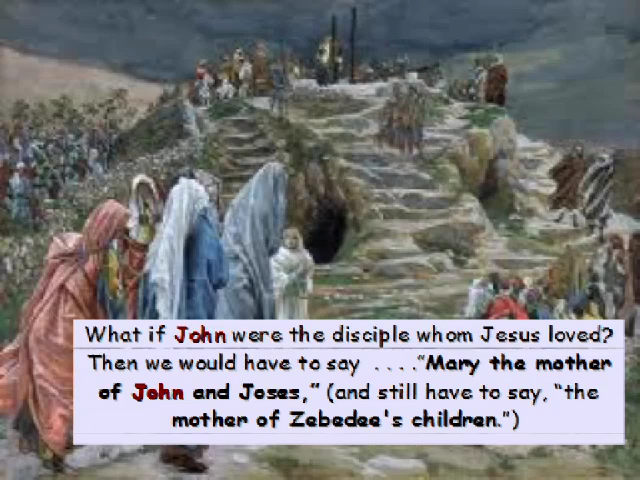 What if John were the disciple whom Jesus loved?
Then we would have to say . . . ."Mary the mother
of John and Joses," (and still have to say, "the
mother of Zebedee's children.")